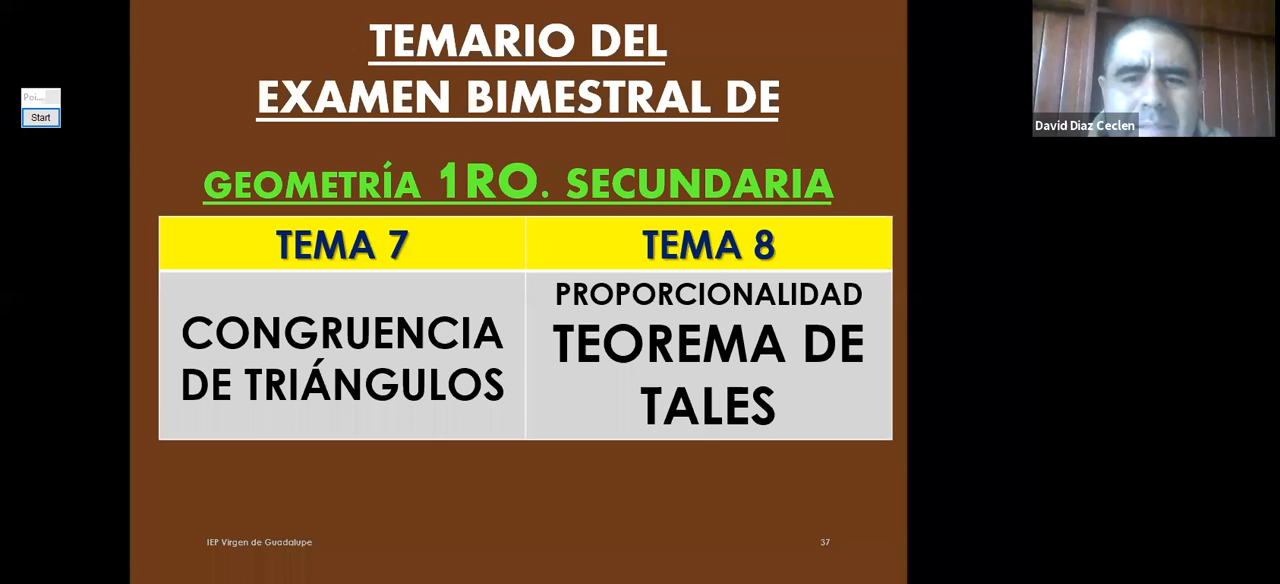 TEMARIO DEL
EXAMEN BIMESTRAL DE
GEOMETRÍA 1RO. SECUNDARIA
TEMA 7
TEMA 8
CONGRUENCIA
DE TRIÁNGULOS
PROPORCIONALIDAD
TEOREMA DE
TALES
IEP Virgen de Guadalupe
37
Start
David Diaz Ceclen